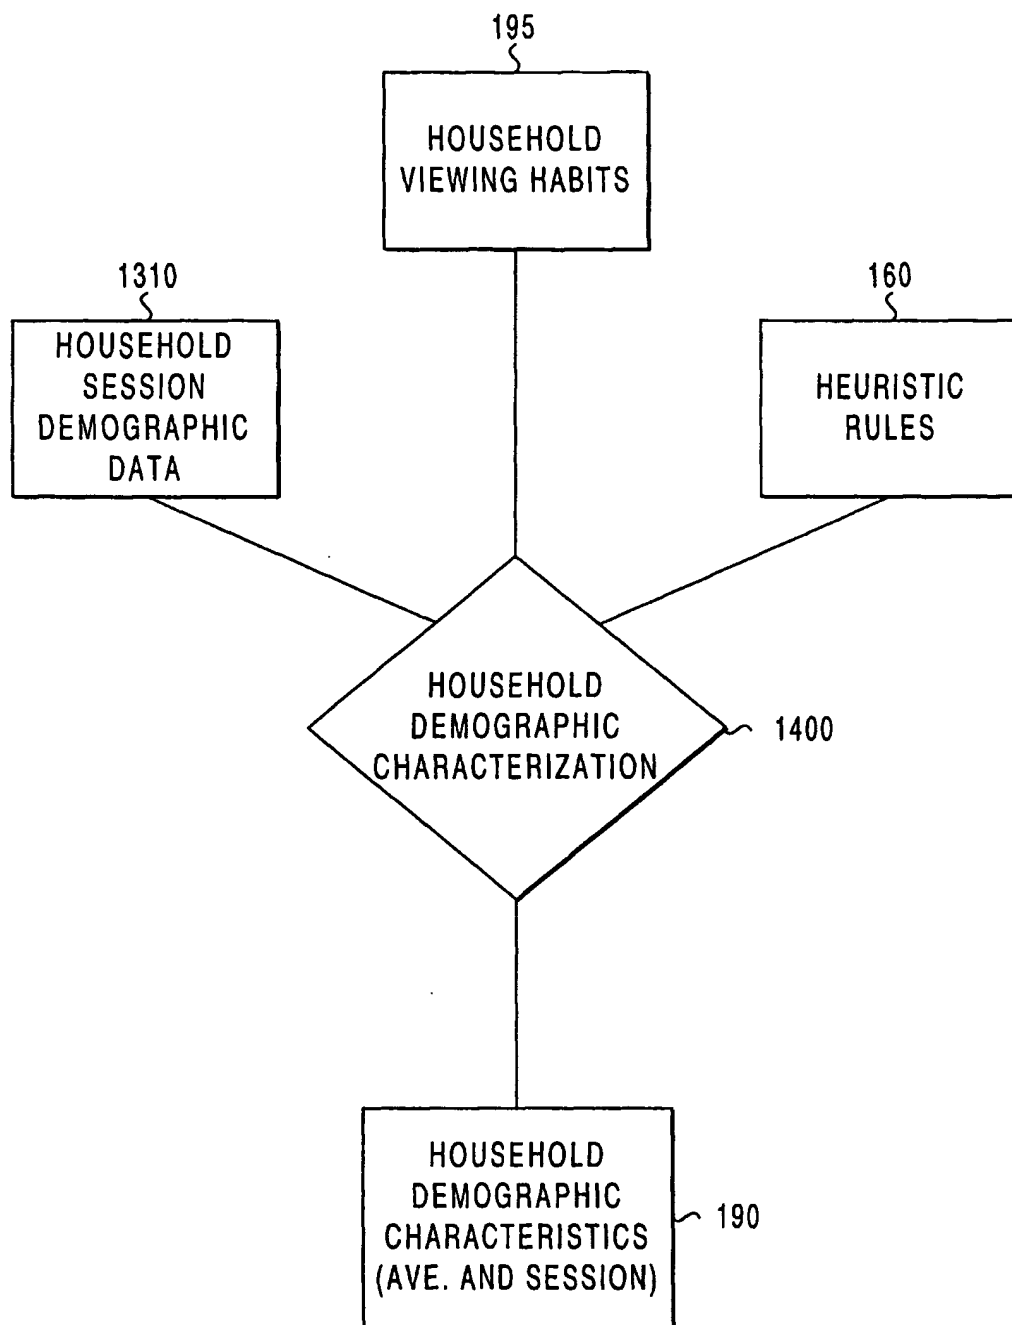 195
HOUSEHOLD
VIEWING HABITS
1310
HOUSEHOLD
SESSION
DEMOGRAPHIC
DATA
160
HEURISTIC
RULES
HOUSEHOLD
DEMOGRAPHIC
CHARACTERIZATION
1400
HOUSEHOLD
DEMOGRAPHIC
CHARACTERISTICS
(AVE. AND SESSION)
190